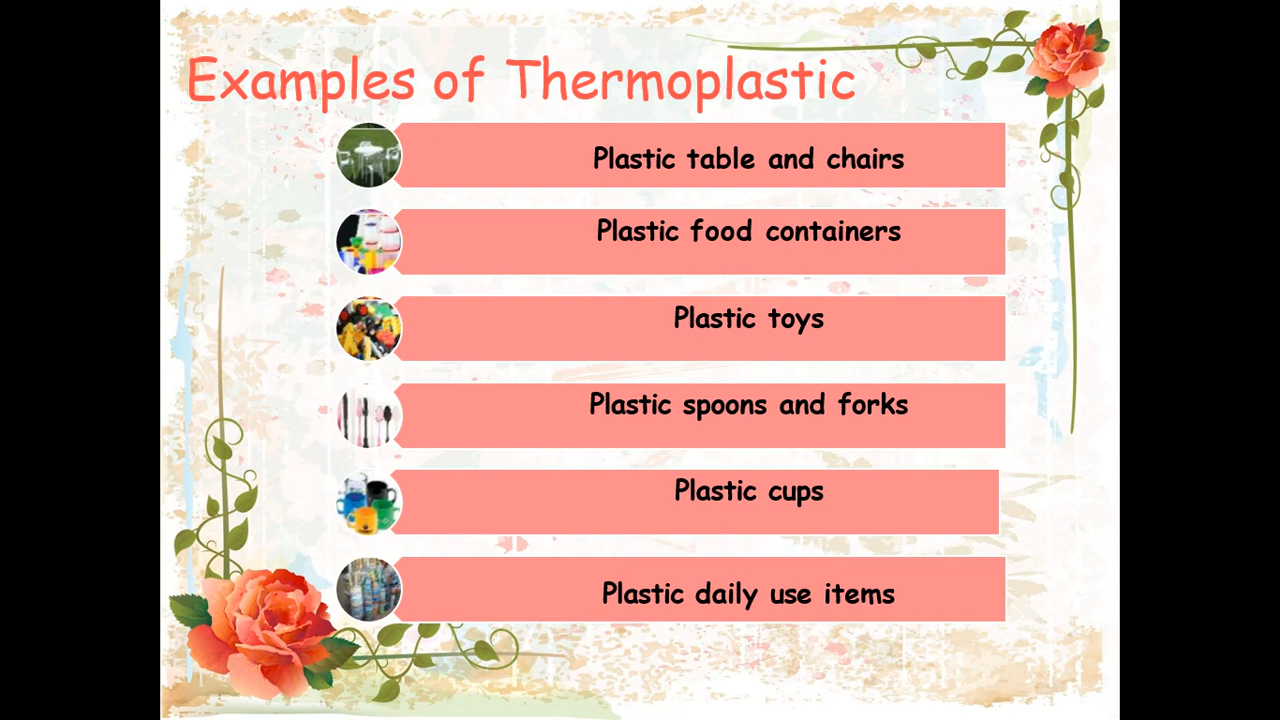 Examples of Thermoplastic
Plastic table and chairs
Plastic food containers
Plastic toys
Plastic spoons and forks
Plastic cups
Plastic daily use items